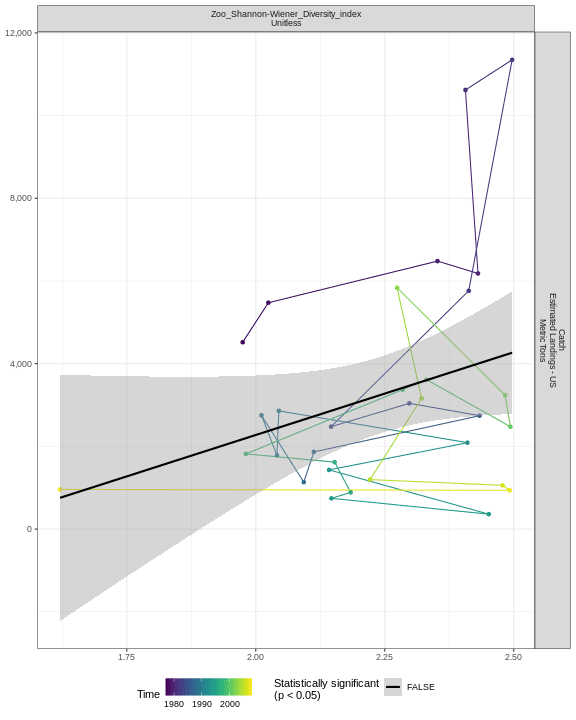 Zoo_Shannon-Wiener_Diversity_index
Unitless
12,000
8,000
4,000
0
Catch
Estimated Landings - US
Metric Tons
1.75
2.00
2.25
2.50
Time
1980
1990
2000
Statistically significant
(p < 0.05)
FALSE